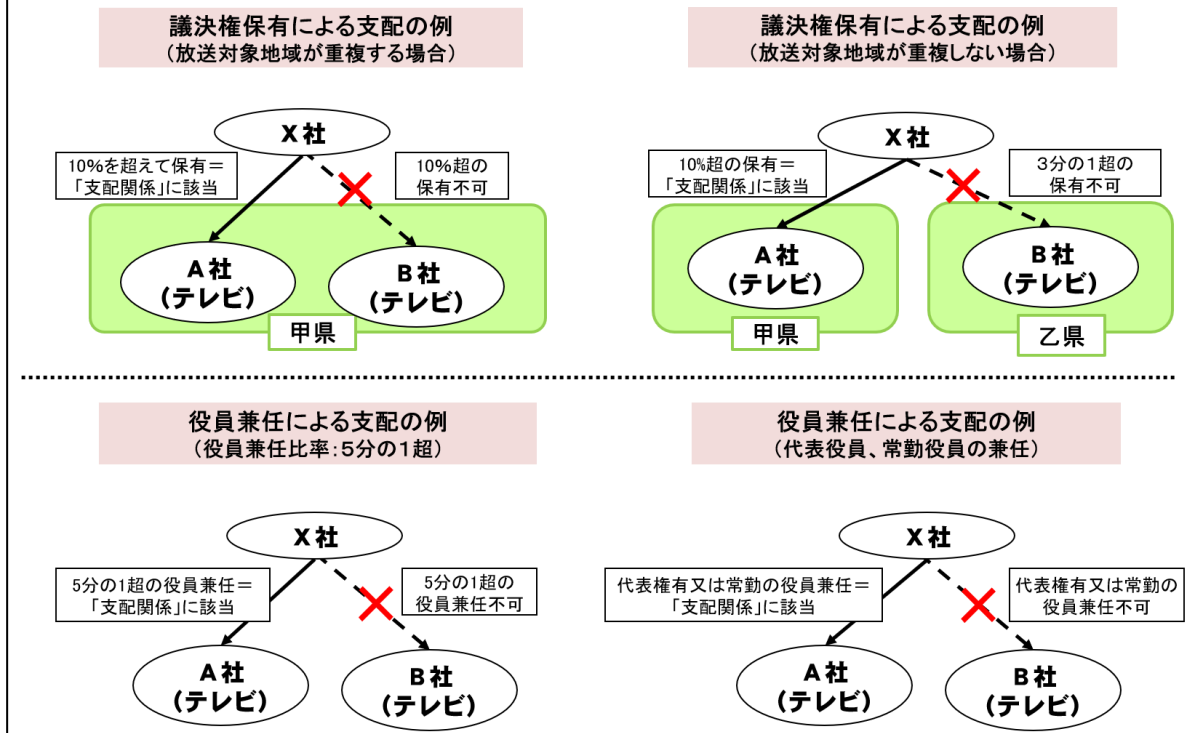 議決権保有による支配の例
（放送対象地域が重複する場合）
X社
10％を超えて保有＝
「支配関係」に該当
10％超の
保有不可
A社
（テレビ）
B社
（テレビ）
甲県
議決権保有による支配の例
（放送対象地域が重複しない場合）
X社
10%超の保有＝
「支配関係」に該当
３分の１超の
保有不可
A社
（テレビ）
B社
（テレビ）
甲県
乙県
役員兼任による支配の例
（役員兼任比率：５分の１超）
X社
5分の1超の役員兼任＝
「支配関係」に該当
5分の1超の
役員兼任不可
A社
（テレビ）
B社
（テレビ）
役員兼任による支配の例
（代表役員、常勤役員の兼任）
X社
代表権有又は常勤の役員兼任＝
「支配関係」に該当
代表権有又は常勤の
役員兼任不可
A社
（テレビ）
B社
（テレビ）